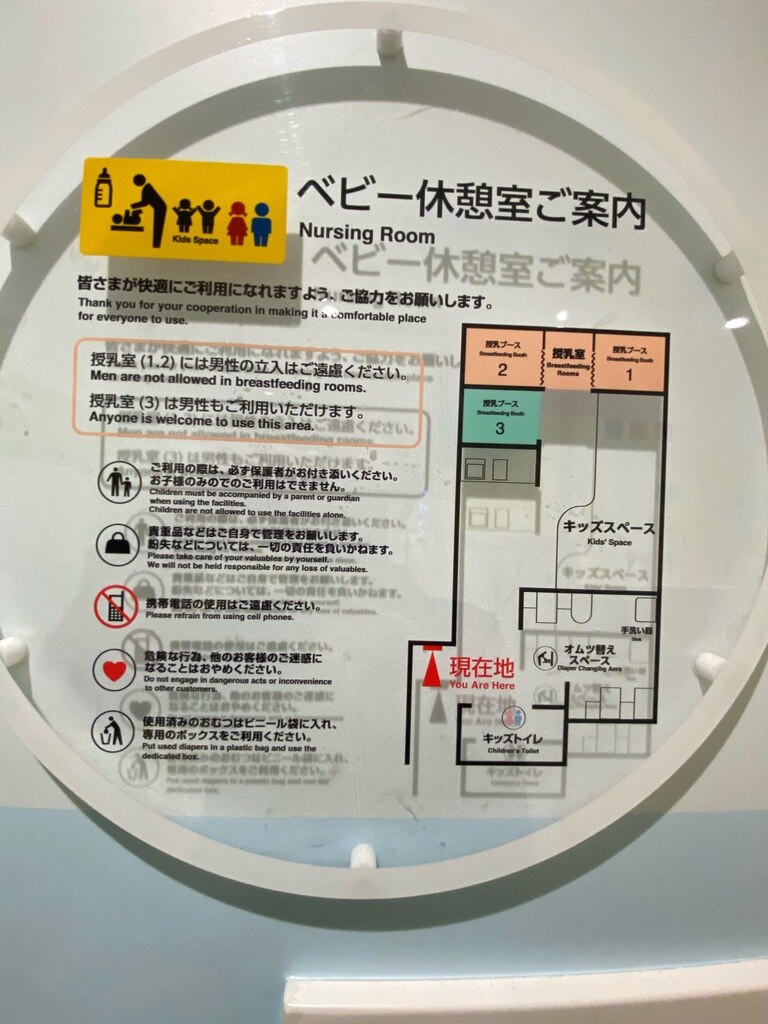 Kids Space
ベビー休憩室ご案内
Nursing Room
皆さまが快適にご利用になれますよう、ご協力をお願いします。
Thank you for your cooperation in making it a comfortable place
for everyone to use.
授乳室 (1.2) には男性の立入はご遠慮ください。
Men are not allowed in breastfeeding rooms.
授乳室 (3) は男性もご利用いただけます。
Anyone is welcome to use this area.
ご利用の際は、必ず保護者がお付き添いください。
お子様のみでのご利用はできません。
Children must be accompanied by a parent or guardian
when using the facilities.
Children are not allowed to use the facilities alone.
貴重品などはご自身で管理をお願いします。
紛失などについては、一切の責任を負いかねます。
Please take care of your valuables by yourself.
We will not be held responsible for any loss of valuables.
携帯電話の使用はご遠慮ください。
Please refrain from using cell phones.
危険な行為、他のお客様のご迷惑に
なることはおやめください。
Do not engage in dangerous acts or inconvenience
to other customers.
使用済みのおむつはビニール袋に入れ、
専用のボックスをご利用ください。
Put used diapers in a plastic bag and use the
dedicated box.
授乳ブース
Breastfeeding Booth
2
授乳室
Breastfeeding
Rooms
授乳ブース
Breastfeeding Booth
1
授乳ブース
Breastfeeding Booth
3
キッズスペース
Kids' Space
手洗い器
Sink
オムツ替え
スペース
Diaper Changibg Aera
現在地
You Are Here
キッズトイレ
Children's Toilet